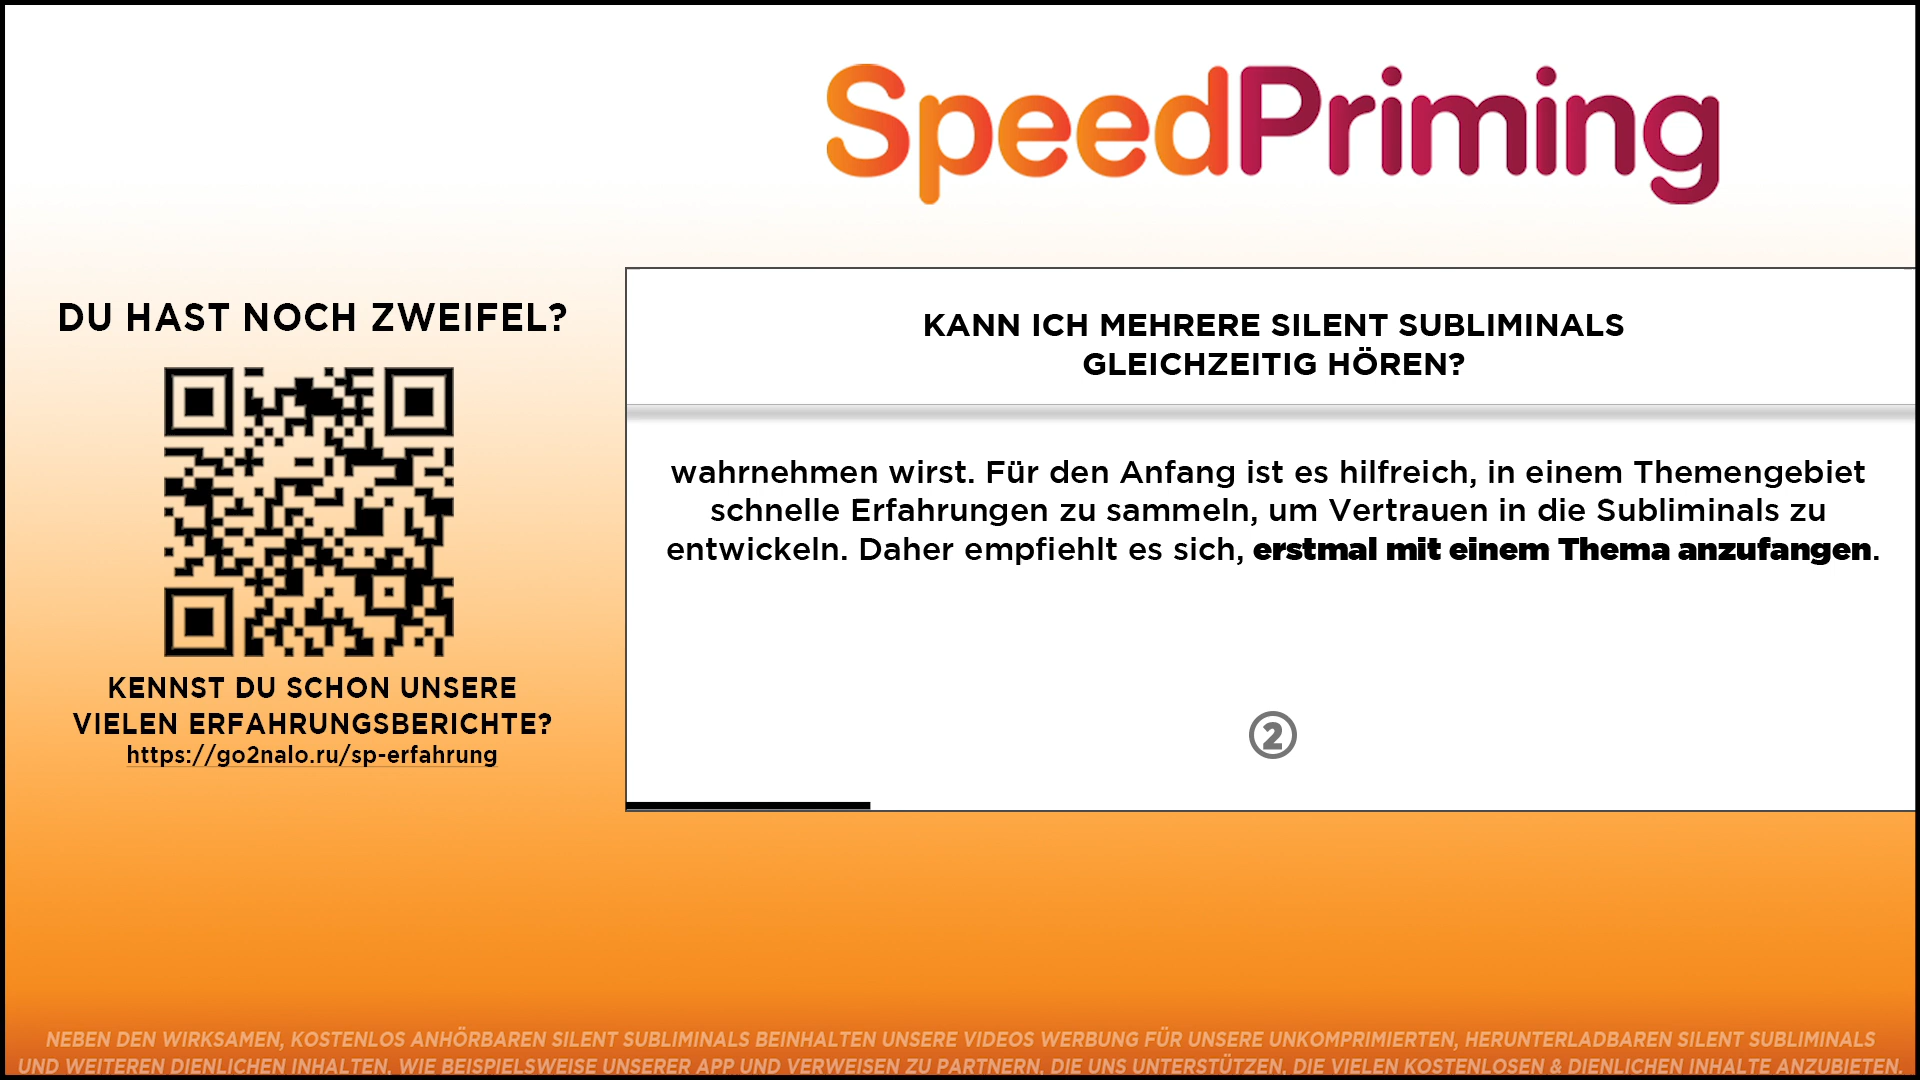 SpeedPriming
DU HAST NOCH ZWEIFEL?
KENNST DU SCHON UNSERE
VIELEN ERFAHRUNGSBERICHTE?
https://go2nalo.ru/sp-erfahrung
KANN ICH MEHRERE SILENT SUBLIMINALS
GLEICHZEITIG HÖREN?
wahrnehmen wirst. Für den Anfang ist es hilfreich, in einem Themengebiet
schnelle Erfahrungen zu sammeln, um Vertrauen in die Subliminals zu
entwickeln. Daher empfiehlt es sich, erstmal mit einem Thema anzufangen.
2
NEBEN DEN WIRKSAMEN, KOSTENLOS ANHÖRBAREN SILENT SUBLIMINALS BEINHALTEN UNSERE VIDEOS WERBUNG FÜR UNSERE UNKOMPRIMIERTEN, HERUNTERLADBAREN SILENT SUBLIMINALS
UND WEITEREN DIENLICHEN INHALTEN, WIE BEISPIELSWEISE UNSERER APP UND VERWEISEN ZU PARTNERN, DIE UNS UNTERSTÜTZEN, DIE VIELEN KOSTENLOSEN & DIENLICHEN INHALTE ANZUBIETEN.